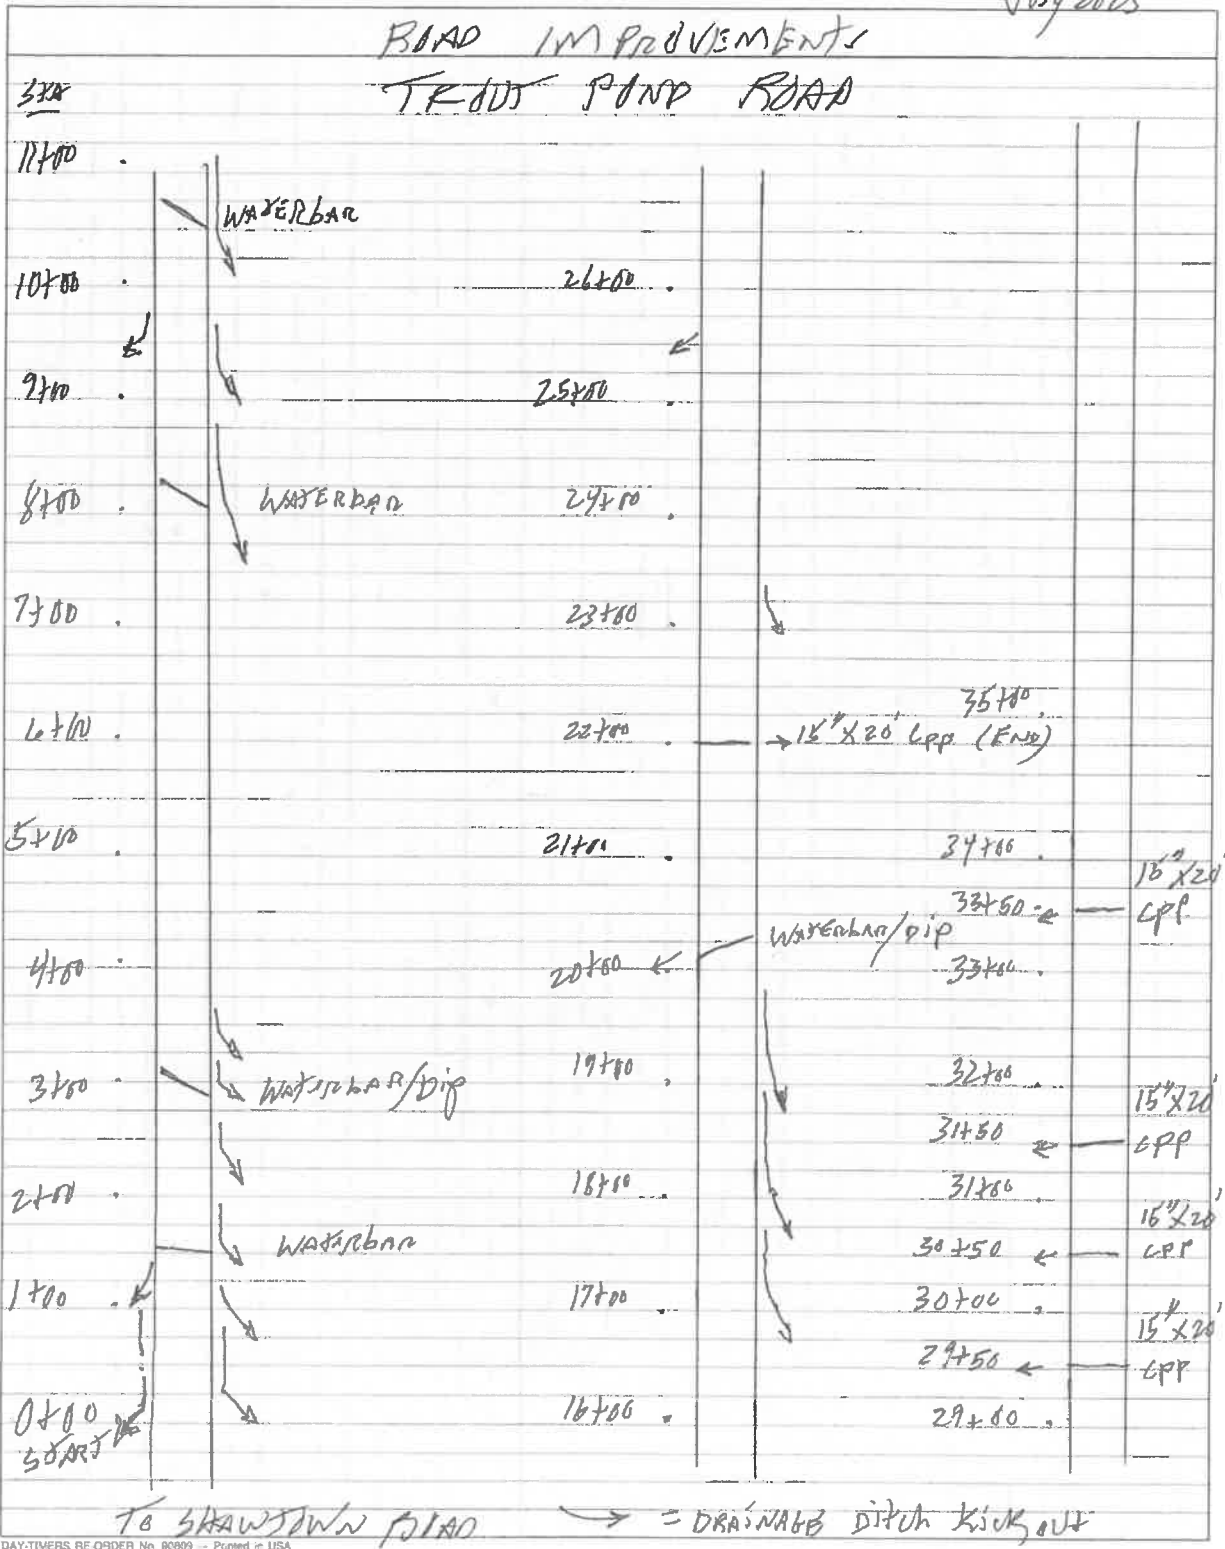 July 2003
ROAD IMPROVEMENTS
STA
TROUT POND ROAD
11+00
WATERBAR
10+00
9+00
8+00
WATERBAR
7+00
6+00
5+00
4+00
3+00
WATERBAR/Dip
2+00
WATERBAR
1+00
0+00
START
26+00
25+00
24+00
23+00
22+00
15"X20' CPP (END)
21+00
WATERBAR/Dip
20+00
19+00
18+00
17+00
16+00
35+00
34+00
15"X20'
33+50
CPP
33+00
32+00
15"X20'
31+50
CPP
31+00
15"X20'
30+50
CPP
30+00
15"X20'
29+50
CPP
29+00
TO SHAWTOWN ROAD
= DRAINAGE DITCH KICKOUT
DAY-TIMERS RE-ORDER No. 90809 — Printed in USA